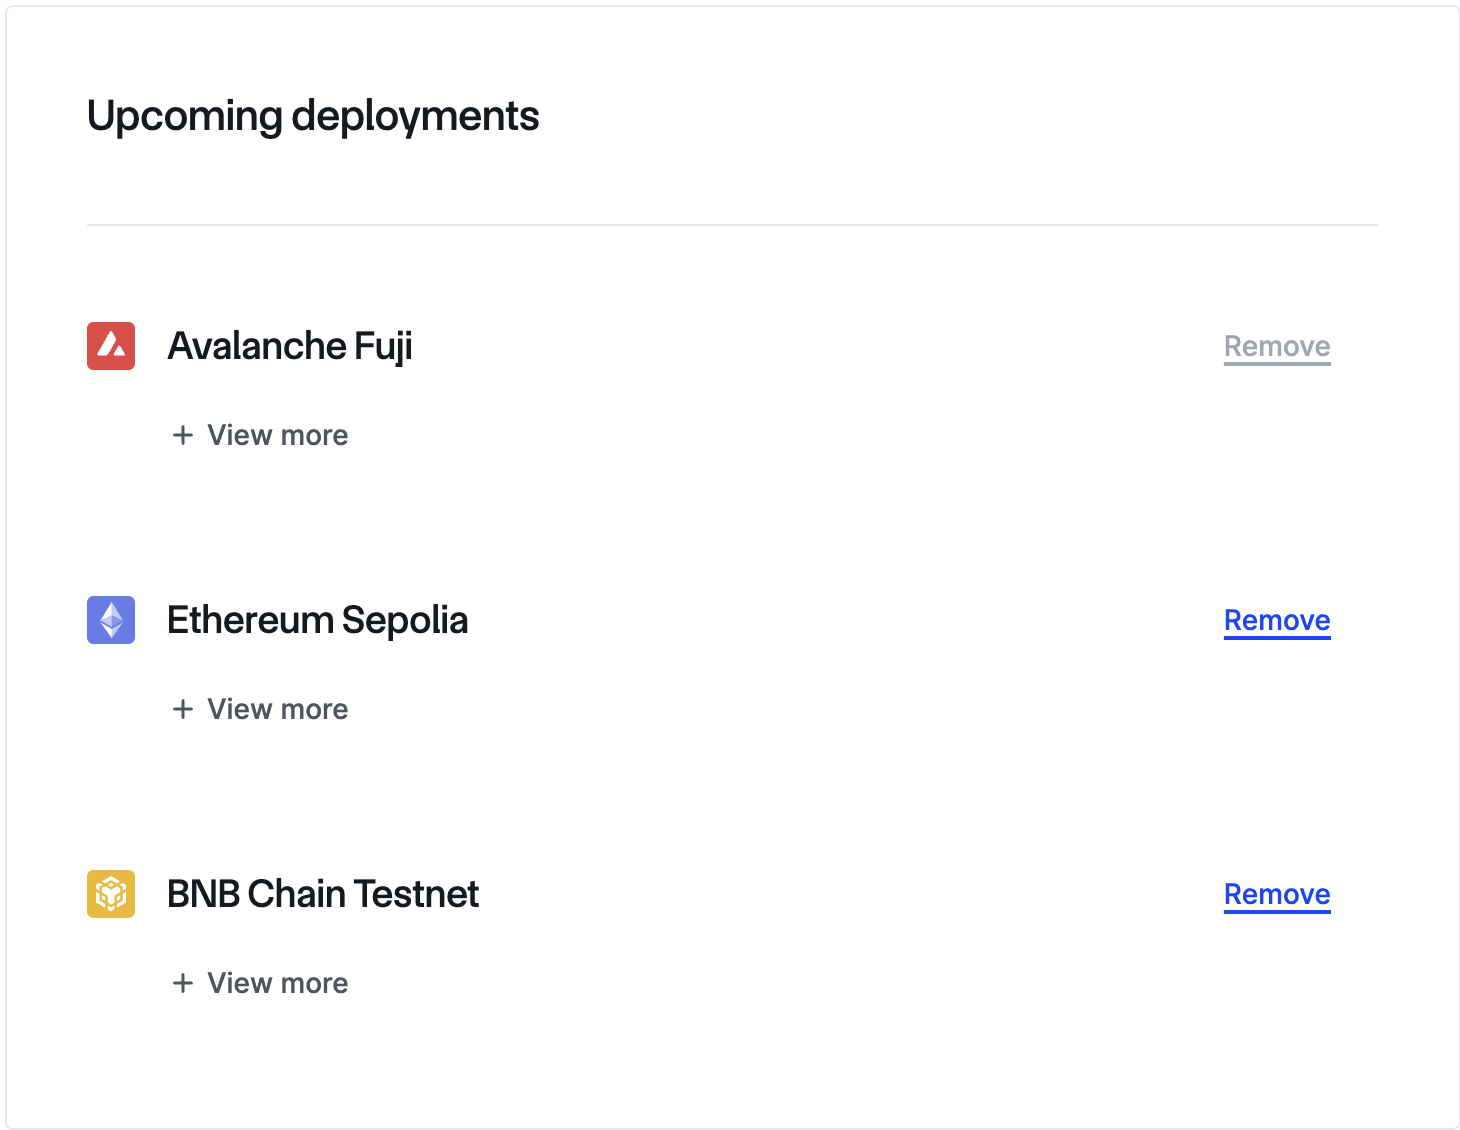 Upcoming deployments
Avalanche Fuji
Remove
+ View more
Ethereum Sepolia
Remove
+ View more
BNB Chain Testnet
Remove
+ View more